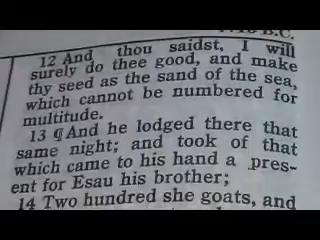 B.C.
12 And thou saidst, I will
surely do thee good, and make
thy seed as the sand of the sea,
which cannot be numbered for
multitude.
13 ¶And he lodged there that
same night; and took of that
which came to his hand a pres-
ent for Esau his brother;
14 Two hundred she goats, and